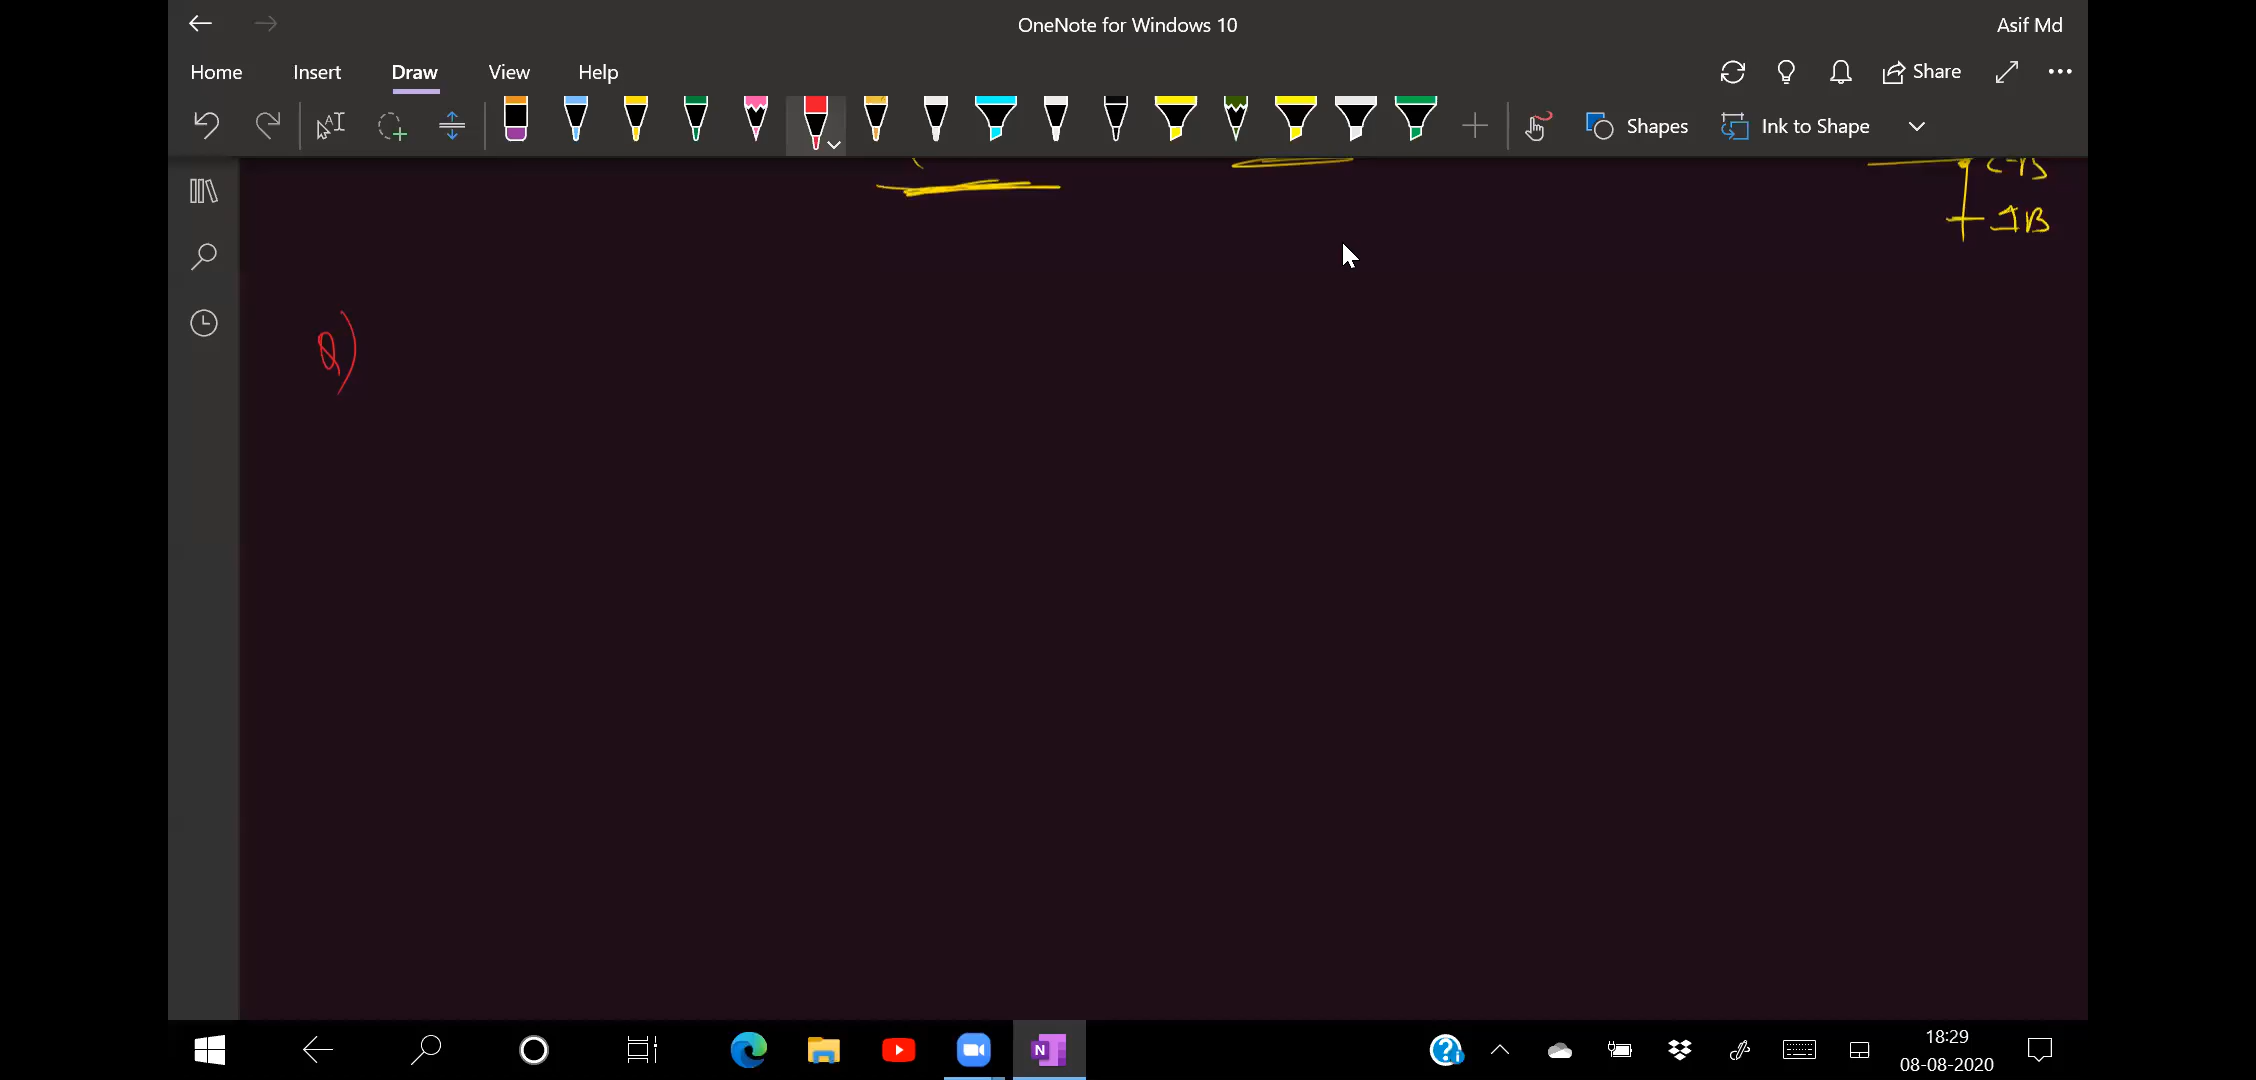 OneNote for Windows 10
Asif Md
Home Insert Draw View Help
Share
Shapes
Ink to Shape
1B
Q)
18:29
08-08-2020